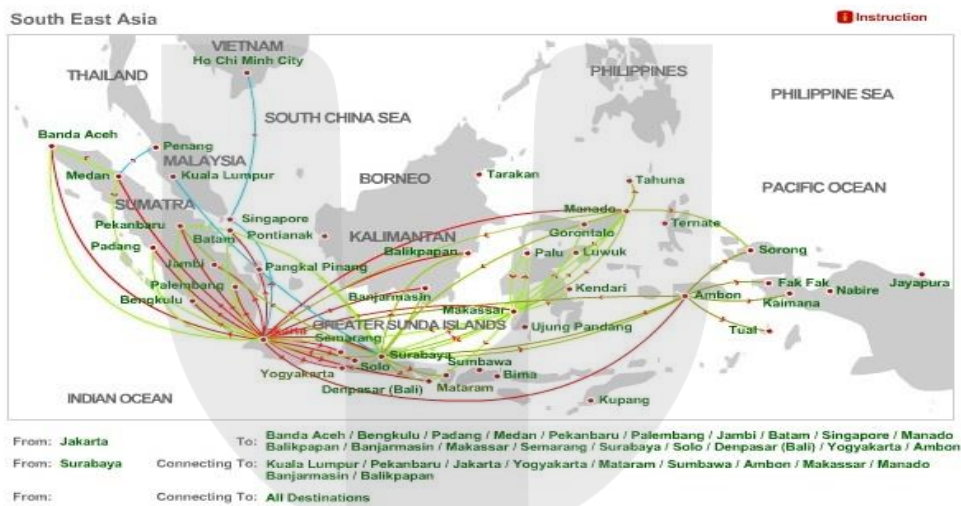 South East Asia
Instruction
VIETNAM
Ho Chi Minh City
THAILAND
PHILIPPINES
PHILIPPINE SEA
SOUTH CHINA SEA
Banda Aceh
Penang
MALAYSIA
Medan
Kuala Lumpur
Tarakan
BORNEO
Tahuna
PACIFIC OCEAN
SUMATRA
Manado
Singapore
Pekanbaru
Batam
Pontianak
Gorontalo
Ternate
KALIMANTAN
Padang
Balikpapan
Palu
Luwuk
Sorong
Jambi
Pangkal Pinang
Palembang
Kendari
Fak Fak
Jayapura
Banjarmasin
Ambon
Nabire
Bengkulu
Kaimana
Makassar
Jakarta
GREATER SUNDA ISLANDS
Ujung Pandang
Tual
Semarang
Surabaya
Solo
Sumbawa
Yogyakarta
Bima
Denpasar (Bali)
Mataram
INDIAN OCEAN
Kupang
From: Jakarta To: Banda Aceh / Bengkulu / Padang / Medan / Pekanbaru / Palembang / Jambi / Batam / Singapore / Manado
Balikpapan / Banjarmasin / Makassar / Semarang / Surabaya / Solo / Denpasar (Bali) / Yogyakarta / Ambon
From: Surabaya Connecting To: Kuala Lumpur / Pekanbaru / Jakarta / Yogyakarta / Mataram / Sumbawa / Ambon / Makassar / Manado
Banjarmasin / Balikpapan
From: Connecting To: All Destinations